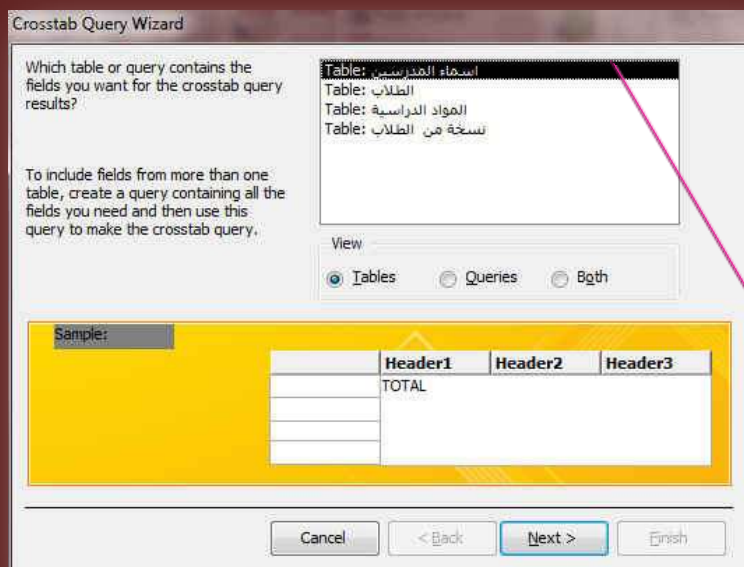 Crosstab Query Wizard
Which table or query contains the
fields you want for the crosstab query
results?
To include fields from more than one
table, create a query containing all the
fields you need and then use this
query to make the crosstab query.
Table: اسماء المدرسين
Table: الطلاب
Table: المواد الدراسية
Table: نسخة من الطلاب
View
Tables
Queries
Both
Sample:
Header1 Header2 Header3
TOTAL
Cancel
< Back
Next >
Finish